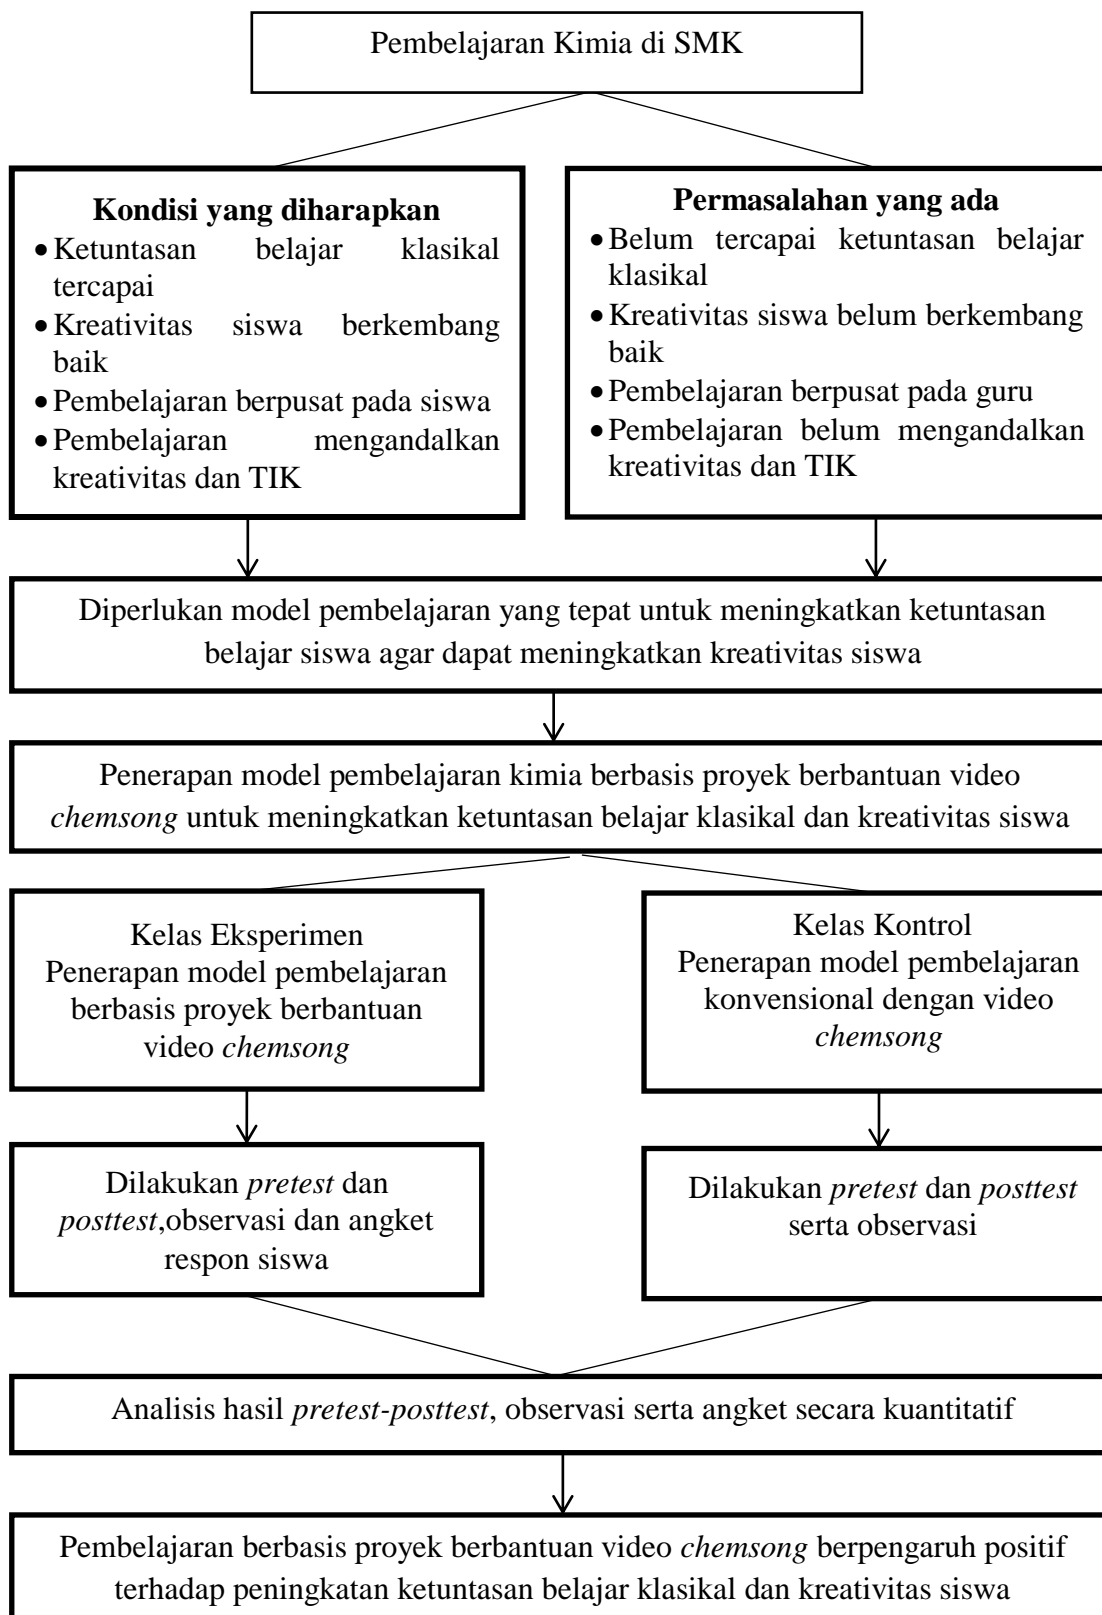 Pembelajaran Kimia di SMK
Kondisi yang diharapkan
• Ketuntasan belajar klasikal
tercapai
• Kreativitas siswa berkembang
baik
• Pembelajaran berpusat pada siswa
• Pembelajaran mengandalkan
kreativitas dan TIK
Permasalahan yang ada
• Belum tercapai ketuntasan belajar
klasikal
• Kreativitas siswa belum berkembang
baik
• Pembelajaran berpusat pada guru
• Pembelajaran belum mengandalkan
kreativitas dan TIK
Diperlukan model pembelajaran yang tepat untuk meningkatkan ketuntasan
belajar siswa agar dapat meningkatkan kreativitas siswa
Penerapan model pembelajaran kimia berbasis proyek berbantuan video
chemsong untuk meningkatkan ketuntasan belajar klasikal dan kreativitas siswa
Kelas Eksperimen
Penerapan model pembelajaran
berbasis proyek berbantuan
video chemsong
Kelas Kontrol
Penerapan model pembelajaran
konvensional dengan video
chemsong
Dilakukan pretest dan
posttest,observasi dan angket
respon siswa
Dilakukan pretest dan posttest
serta observasi
Analisis hasil pretest-posttest, observasi serta angket secara kuantitatif
Pembelajaran berbasis proyek berbantuan video chemsong berpengaruh positif
terhadap peningkatan ketuntasan belajar klasikal dan kreativitas siswa